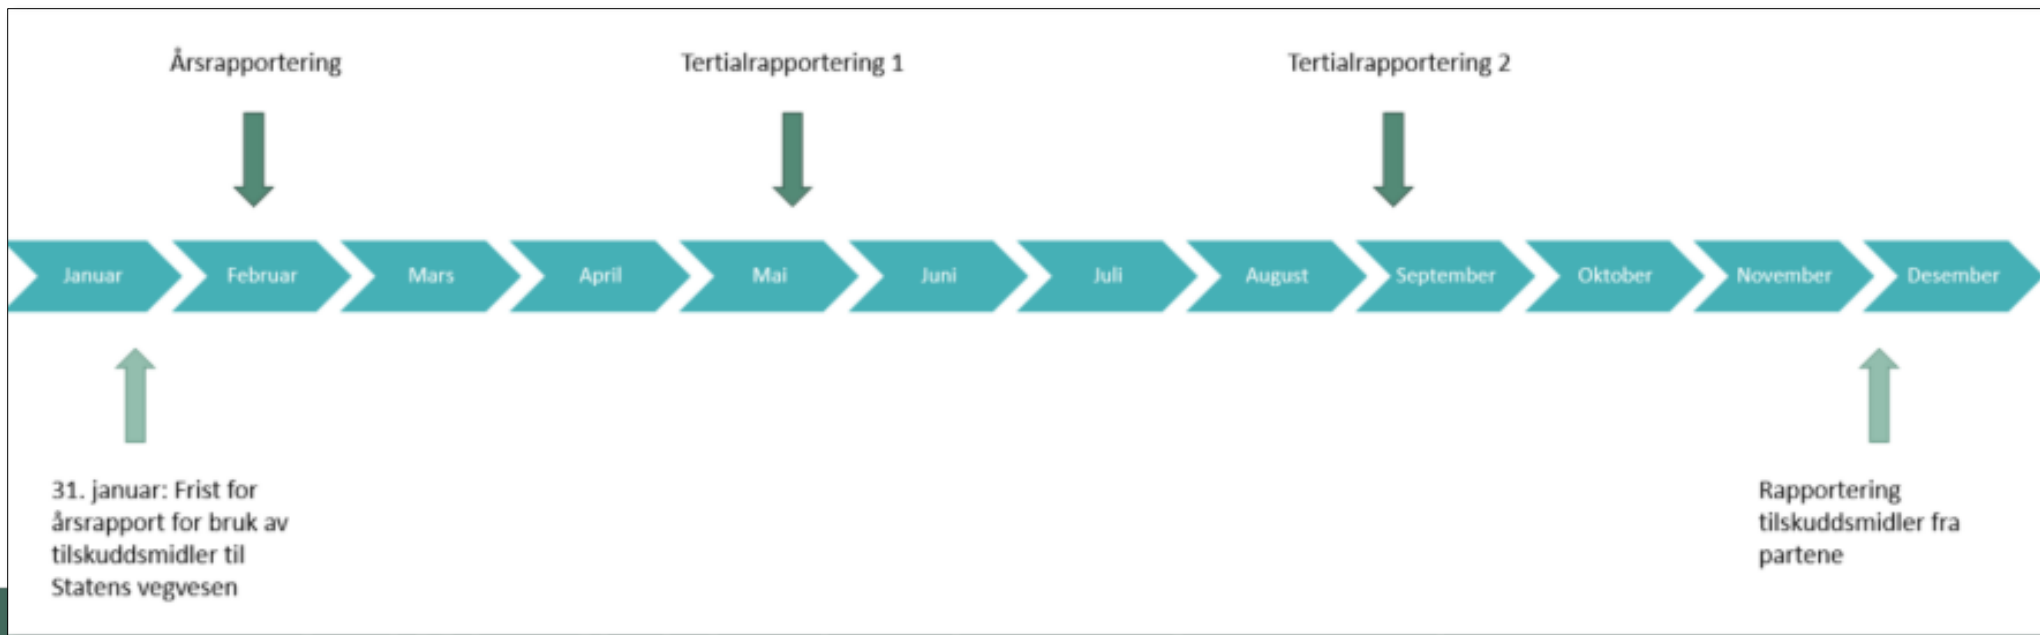 Årsrapportering
Tertialrapportering 1
Tertialrapportering 2
Januar
Februar
Mars
April
Mai
Juni
Juli
August
September
Oktober
November
Desember
31. januar: Frist for
årsrapport for bruk av
tilskuddsmidler til
Statens vegvesen
Rapportering
tilskuddsmidler fra
partene